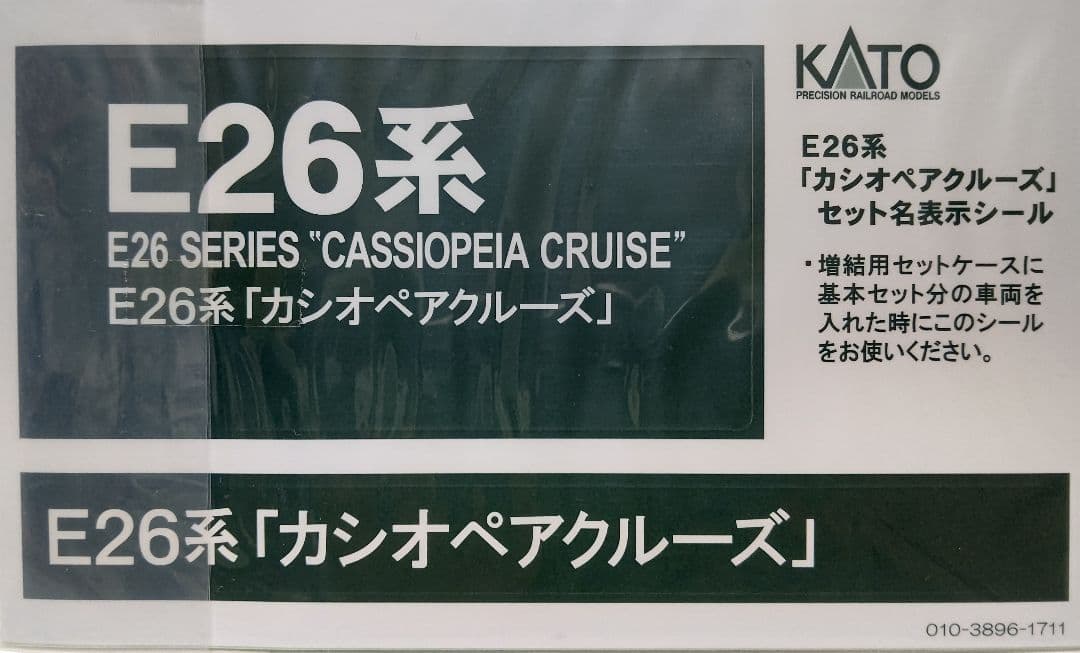 E26系
E26 SERIES “CASSIOPEIA CRUISE”
E26系「カシオペアクルーズ」
KATO
PRECISION RAILROAD MODELS
E26系
「カシオペアクルーズ」
セット名表示シール
・増結用セットケースに
基本セット分の車両を
入れた時にこのシール
をお使いください。
E26系「カシオペアクルーズ」
010-3896-1711